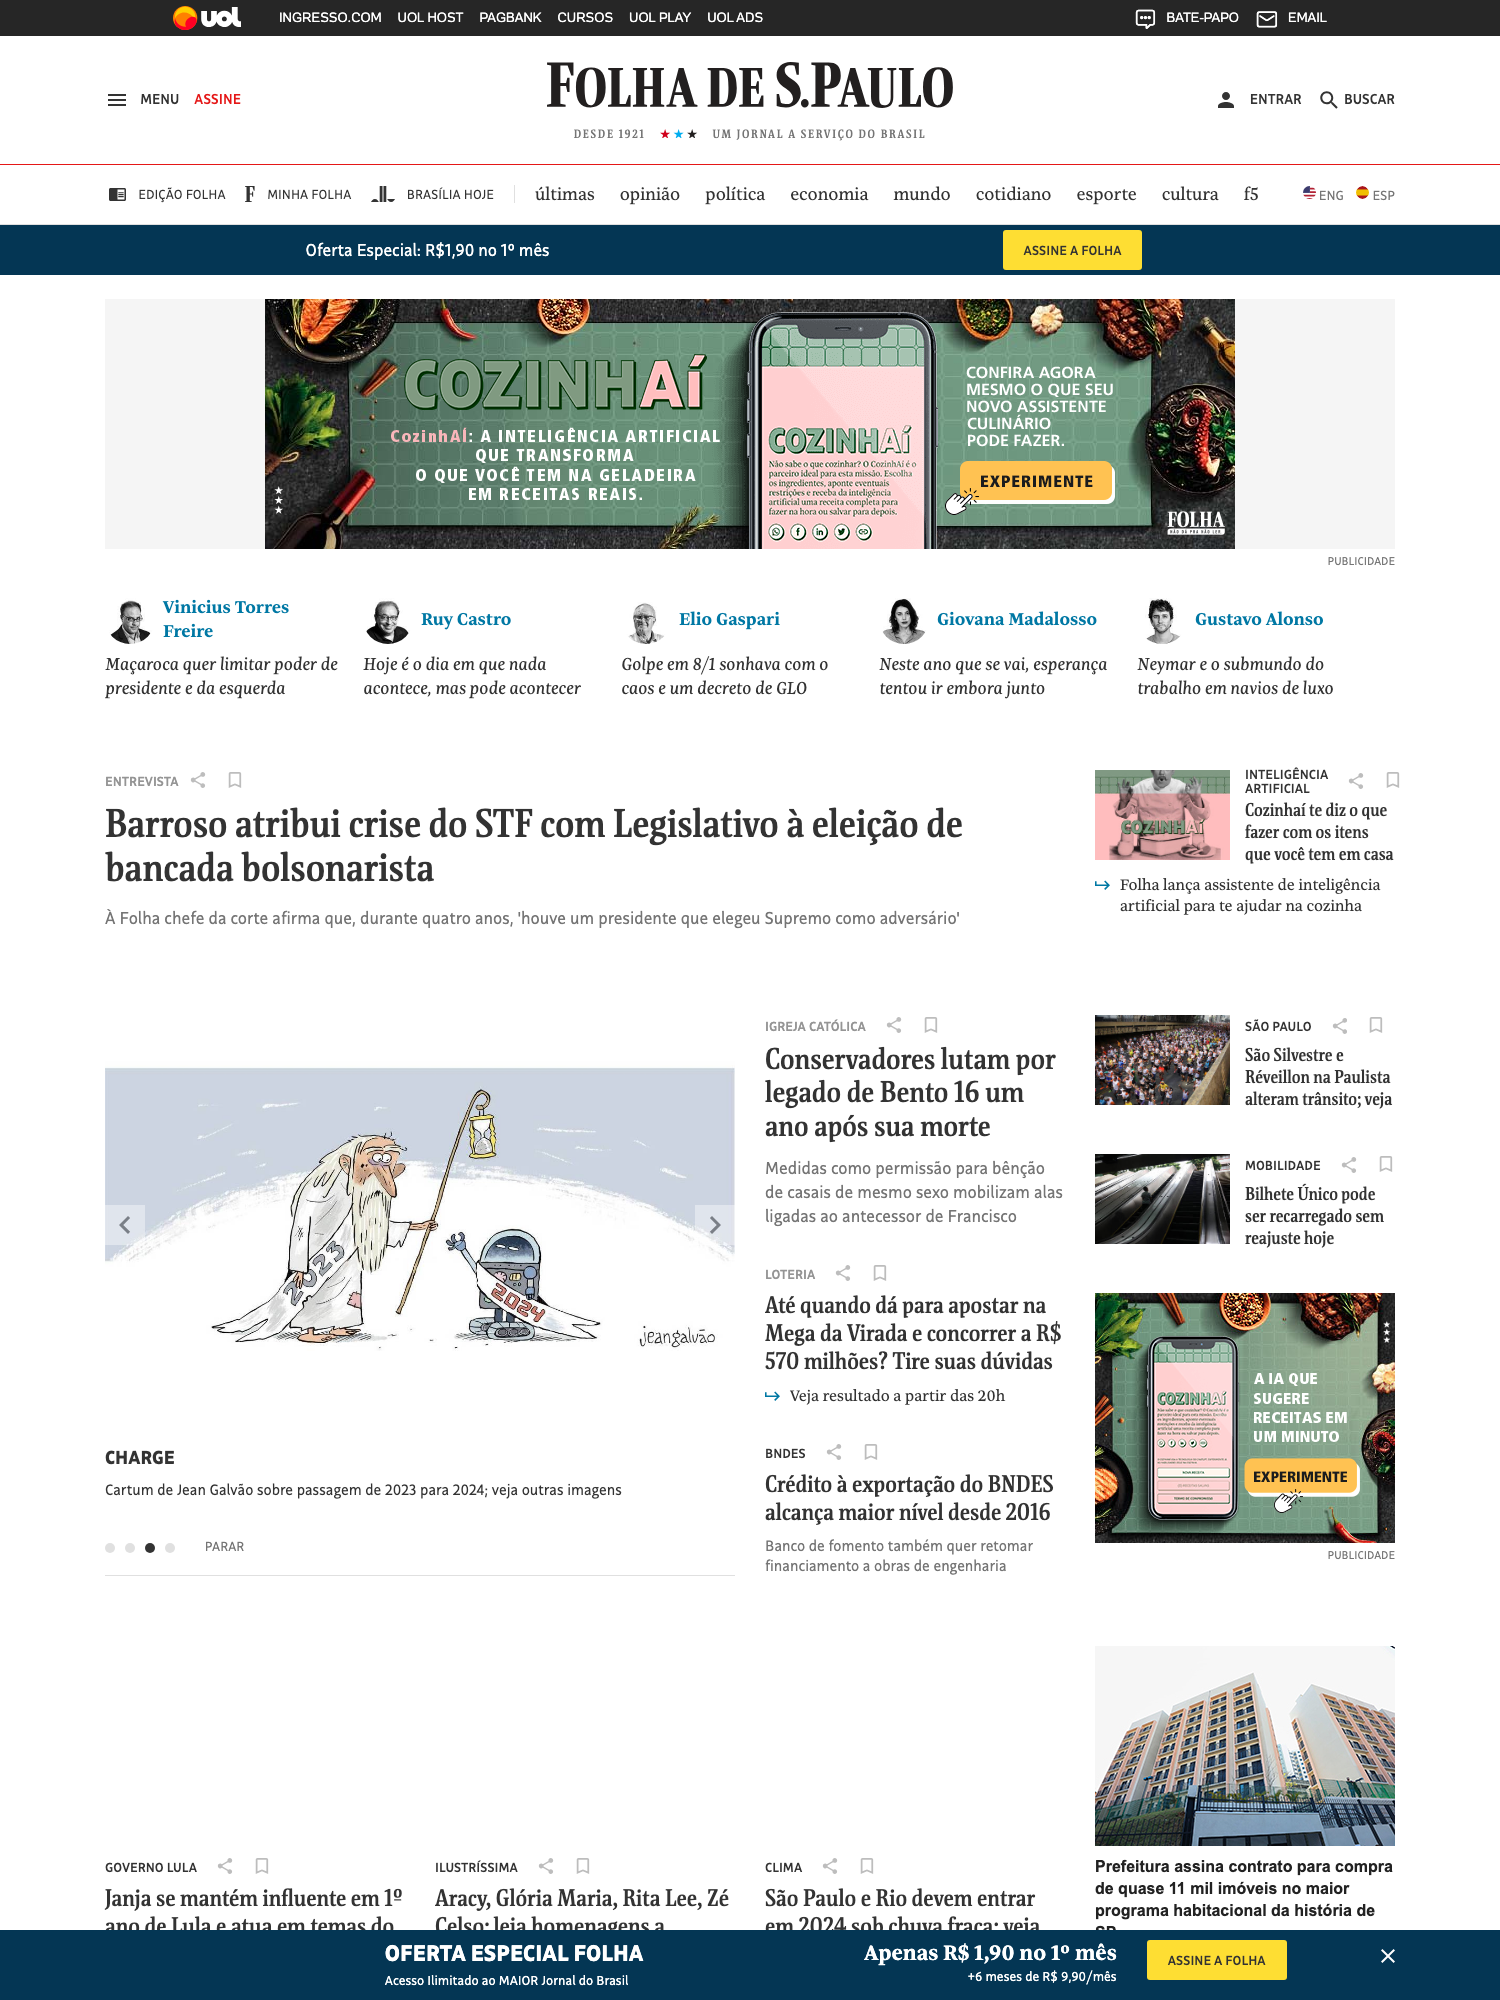 uol INGRESSO.COM UOL HOST PAGBANK CURSOS UOL PLAY UOL ADS BATE-PAPO EMAIL
MENU ASSINE
FOLHA DE S.PAULO
DESDE 1921 ★★★ UM JORNAL A SERVIÇO DO BRASIL
ENTRAR BUSCAR
EDIÇÃO FOLHA F MINHA FOLHA BRASÍLIA HOJE últimas opinião política economia mundo cotidiano esporte cultura f5 ENG ESP
Oferta Especial: R$1,90 no 1º mês ASSINE A FOLHA
COZINHAÍ
CozinhAÍ: A INTELIGÊNCIA ARTIFICIAL
QUE TRANSFORMA
O QUE VOCÊ TEM NA GELADEIRA
EM RECEITAS REAIS.
COZINHAÍ
Não sabe o que cozinhar? O CozinhAÍ é o
parceiro ideal para esta missão. Escolha
os ingredientes, aponte eventuais
restrições e receba da inteligência
artificial uma receita completa para
fazer na hora ou salvar para depois.
CONFIRA AGORA
MESMO O QUE SEU
NOVO ASSISTENTE
CULINÁRIO
PODE FAZER.
EXPERIMENTE
FOLHA
NÃO DÁ PRA NÃO LER.
PUBLICIDADE
Vinicius Torres
Freire
Maçaroca quer limitar poder de
presidente e da esquerda
Ruy Castro
Hoje é o dia em que nada
acontece, mas pode acontecer
Elio Gaspari
Golpe em 8/1 sonhava com o
caos e um decreto de GLO
Giovana Madalosso
Neste ano que se vai, esperança
tentou ir embora junto
Gustavo Alonso
Neymar e o submundo do
trabalho em navios de luxo
ENTREVISTA
Barroso atribui crise do STF com Legislativo à eleição de
bancada bolsonarista
À Folha chefe da corte afirma que, durante quatro anos, 'houve um presidente que elegeu Supremo como adversário'
COZINHAÍ
INTELIGÊNCIA
ARTIFICIAL
Cozinhaí te diz o que
fazer com os itens
que você tem em casa
Folha lança assistente de inteligência
artificial para te ajudar na cozinha
2023
2024
jeangalvão
CHARGE
Cartum de Jean Galvão sobre passagem de 2023 para 2024; veja outras imagens
PARAR
IGREJA CATÓLICA
Conservadores lutam por
legado de Bento 16 um
ano após sua morte
Medidas como permissão para bênção
de casais de mesmo sexo mobilizam alas
ligadas ao antecessor de Francisco
LOTERIA
Até quando dá para apostar na
Mega da Virada e concorrer a R$
570 milhões? Tire suas dúvidas
Veja resultado a partir das 20h
BNDES
Crédito à exportação do BNDES
alcança maior nível desde 2016
Banco de fomento também quer retomar
financiamento a obras de engenharia
SÃO PAULO
São Silvestre e
Réveillon na Paulista
alteram trânsito; veja
MOBILIDADE
Bilhete Único pode
ser recarregado sem
reajuste hoje
COZINHAÍ
A IA QUE
SUGERE
RECEITAS EM
UM MINUTO
EXPERIMENTE
PUBLICIDADE
GOVERNO LULA
Janja se mantém influente em 1º
ano de Lula e atua em temas do
ILUSTRÍSSIMA
Aracy, Glória Maria, Rita Lee, Zé
Celso: leia homenagens a
CLIMA
São Paulo e Rio devem entrar
em 2024 sob chuva fraca; veja
Prefeitura assina contrato para compra
de quase 11 mil imóveis no maior
programa habitacional da história de
SP
OFERTA ESPECIAL FOLHA
Acesso Ilimitado ao MAIOR Jornal do Brasil
Apenas R$ 1,90 no 1º mês
+6 meses de R$ 9,90/mês
ASSINE A FOLHA